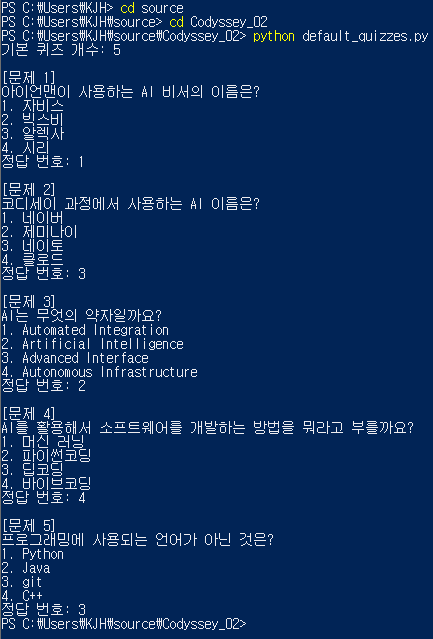 PS C:₩Users₩KJH> cd source
PS C:₩Users₩KJH₩source> cd Codyssey_02
PS C:₩Users₩KJH₩source₩Codyssey_02> python default_quizzes.py
기본 퀴즈 개수: 5
[문제 1]
아이언맨이 사용하는 AI 비서의 이름은?
1. 자비스
2. 빅스비
3. 알렉사
4. 시리
정답 번호: 1
[문제 2]
코디세이 과정에서 사용하는 AI 이름은?
1. 네이버
2. 제미나이
3. 네이토
4. 클로드
정답 번호: 3
[문제 3]
AI는 무엇의 약자일까요?
1. Automated Integration
2. Artificial Intelligence
3. Advanced Interface
4. Autonomous Infrastructure
정답 번호: 2
[문제 4]
AI를 활용해서 소프트웨어를 개발하는 방법을 뭐라고 부를까요?
1. 머신 러닝
2. 파이썬코딩
3. 딥코딩
4. 바이브코딩
정답 번호: 4
[문제 5]
프로그래밍에 사용되는 언어가 아닌 것은?
1. Python
2. Java
3. git
4. C++
정답 번호: 3
PS C:₩Users₩KJH₩source₩Codyssey_02>